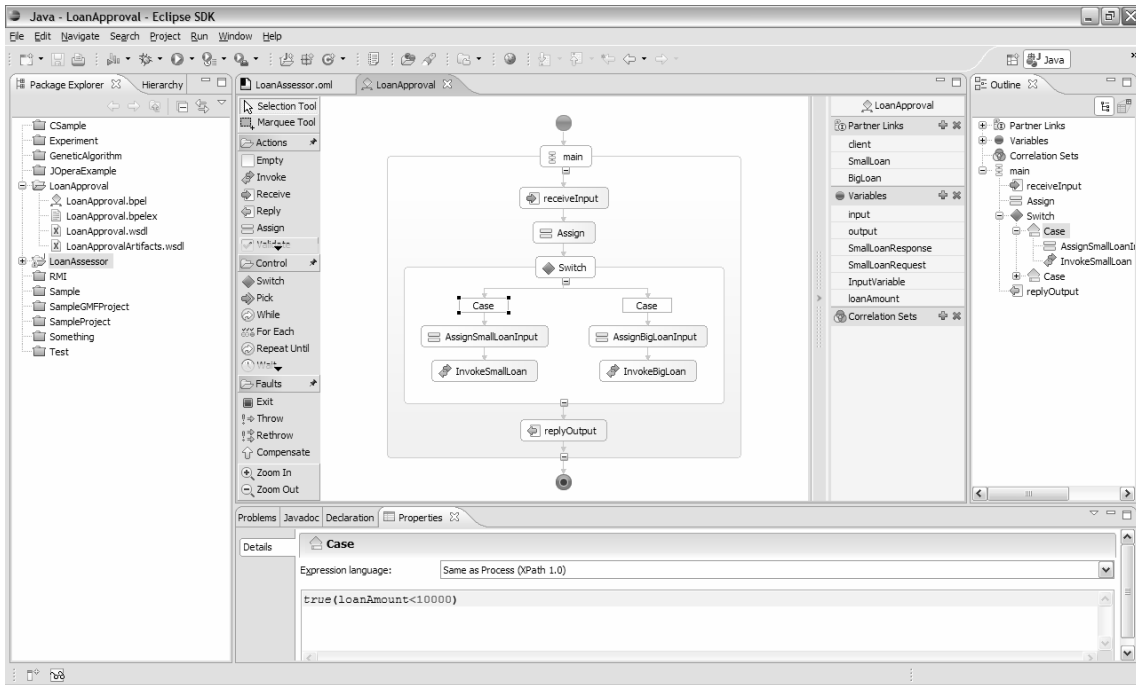 Java - LoanApproval - Eclipse SDK
File Edit Navigate Search Project Run Window Help
Java
Package Explorer
Hierarchy
CSample
Experiment
GeneticAlgorithm
JOperaExample
LoanApproval
LoanApproval.bpel
LoanApproval.bpelex
LoanApproval.wsdl
LoanApprovalArtifacts.wsdl
LoanAssessor
RMI
Sample
SampleGMFProject
SampleProject
Something
Test
LoanAssessor.oml
LoanApproval
Selection Tool
Marquee Tool
Actions
Empty
Invoke
Receive
Reply
Assign
Validate
Control
Switch
Pick
While
For Each
Repeat Until
Wait
Faults
Exit
Throw
Rethrow
Compensate
Zoom In
Zoom Out
main
receiveInput
Assign
Switch
Case
Case
AssignSmallLoanInput
AssignBigLoanInput
InvokeSmallLoan
InvokeBigLoan
replyOutput
LoanApproval
Partner Links
client
SmallLoan
BigLoan
Variables
input
output
SmallLoanResponse
SmallLoanRequest
InputVariable
loanAmount
Correlation Sets
Outline
Partner Links
Variables
Correlation Sets
main
receiveInput
Assign
Switch
Case
AssignSmallLoanI
InvokeSmallLoan
Case
replyOutput
Problems Javadoc Declaration Properties
Details
Case
Expression language: Same as Process (XPath 1.0)
true(loanAmount<10000)